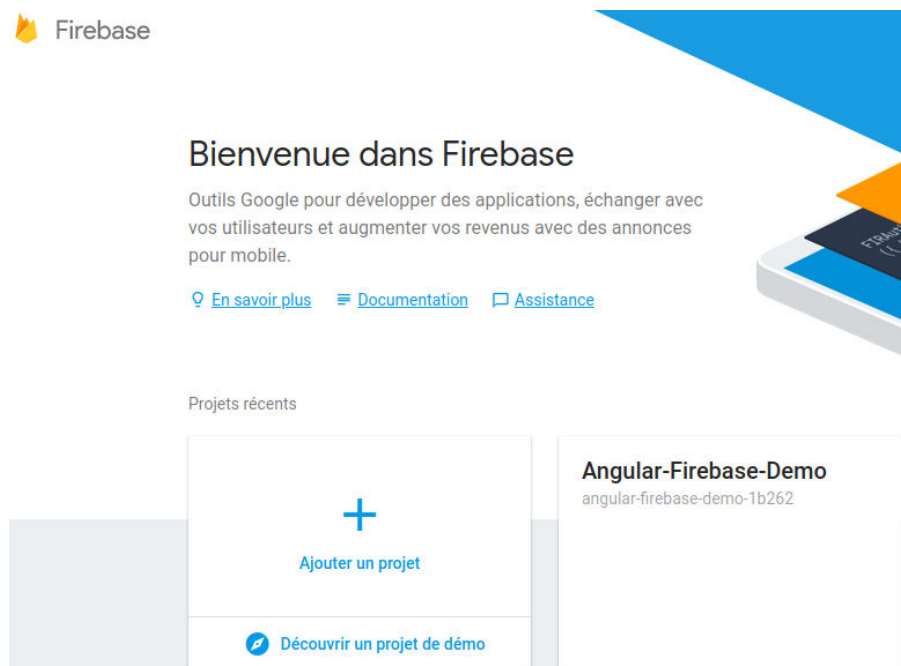 Firebase
Bienvenue dans Firebase
Outils Google pour développer des applications, échanger avec
vos utilisateurs et augmenter vos revenus avec des annonces
pour mobile.
En savoir plus Documentation Assistance
Projets récents
Angular-Firebase-Demo
angular-firebase-demo-1b262
Ajouter un projet
Découvrir un projet de démo